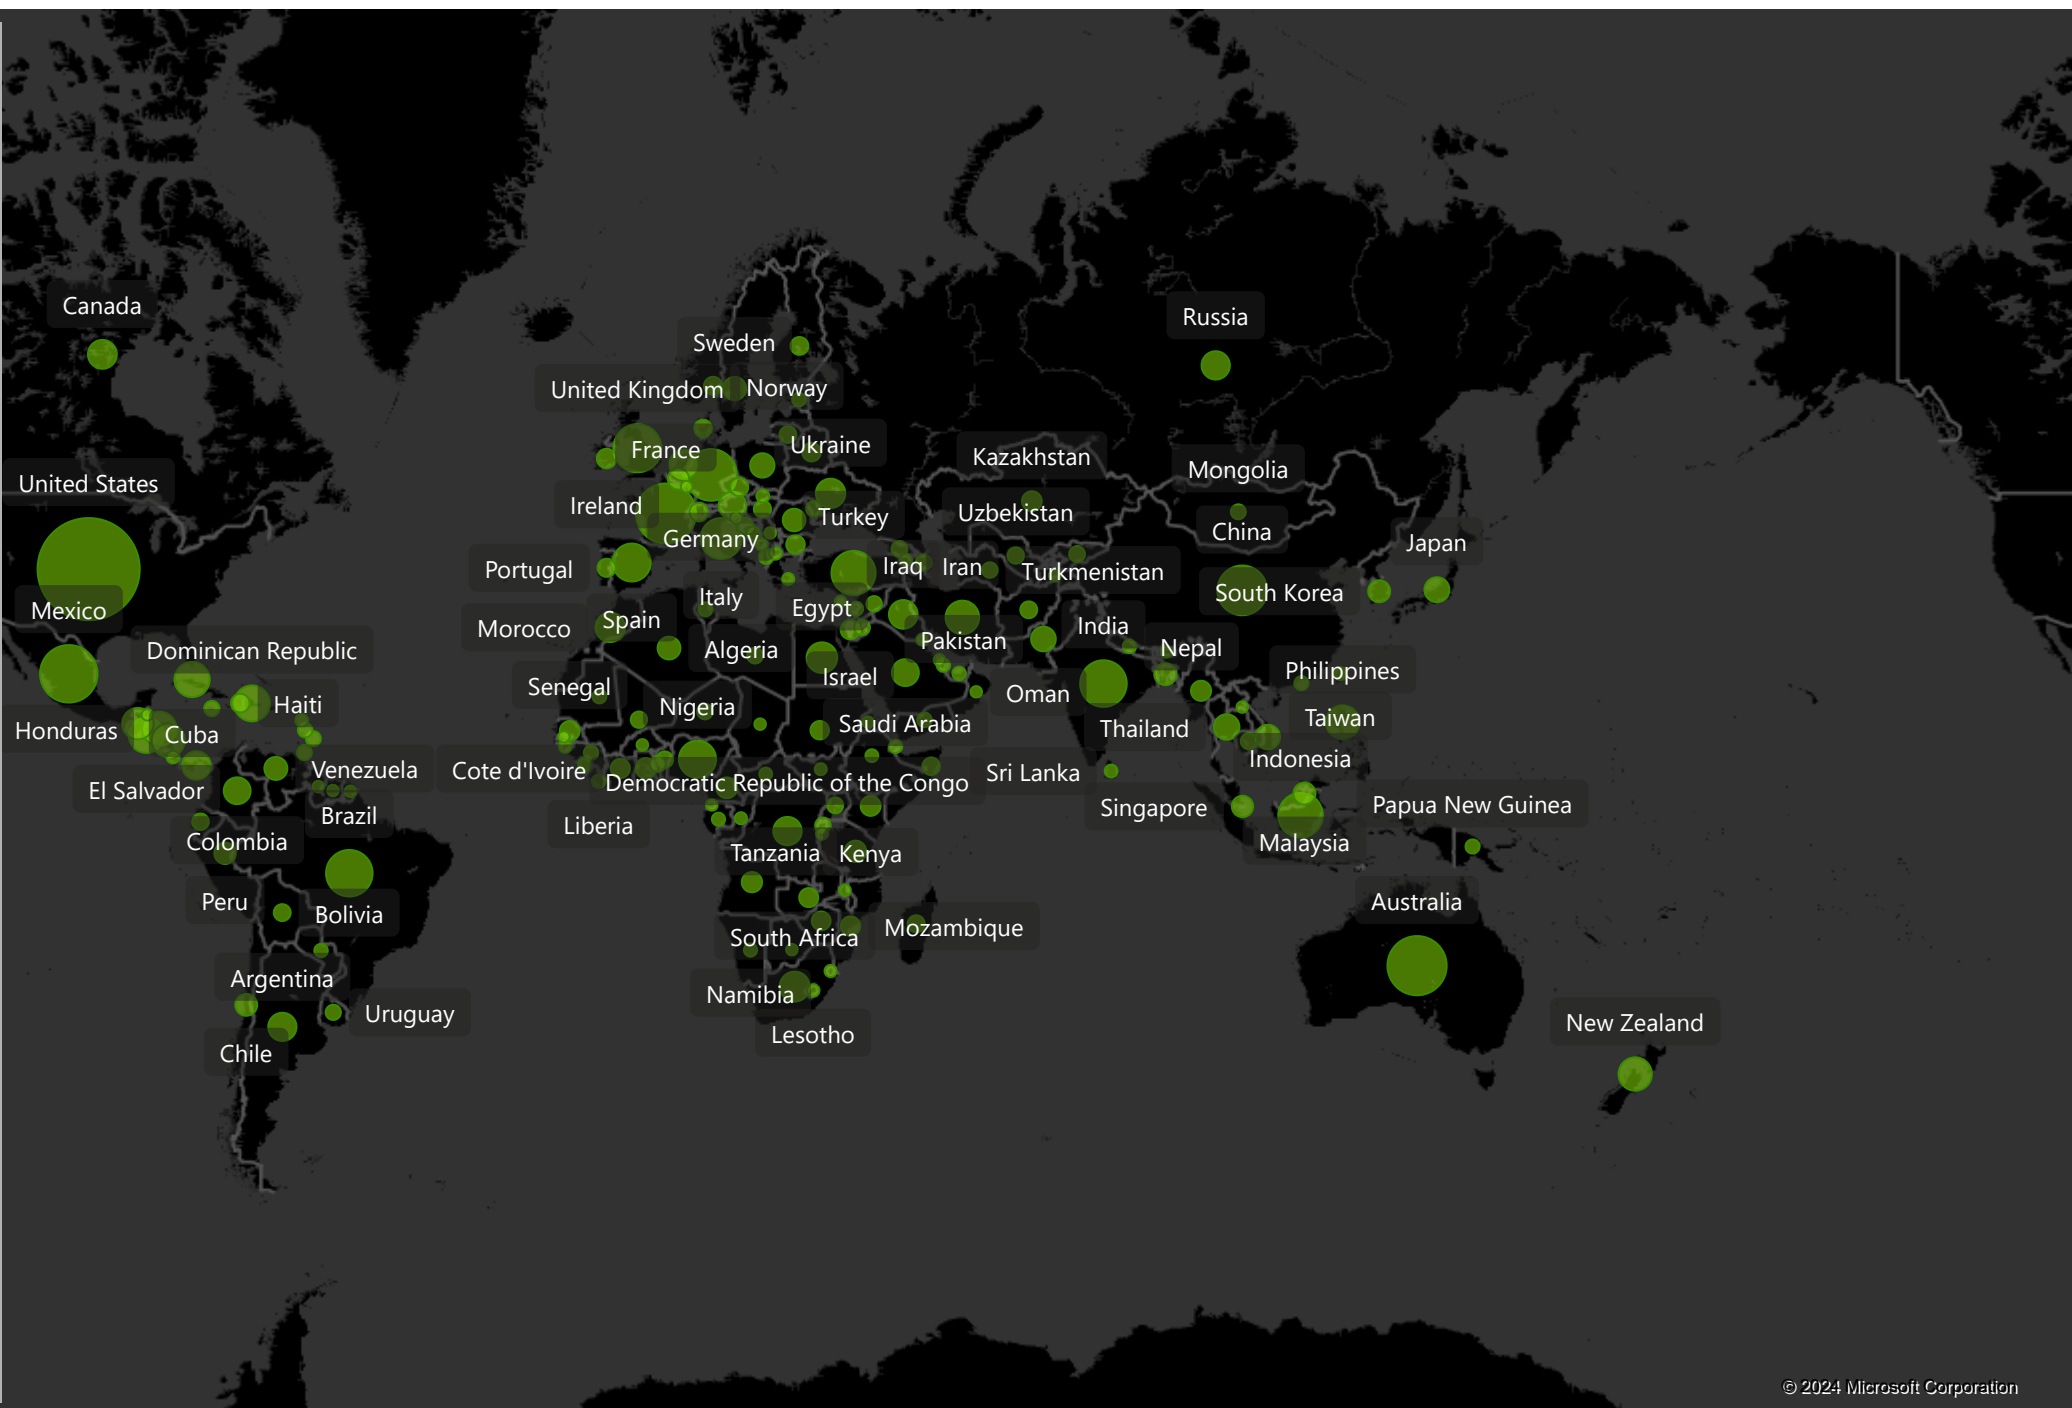 Canada
Russia
Sweden
United Kingdom
Norway
France
Ukraine
Kazakhstan
Mongolia
United States
Ireland
Turkey
Uzbekistan
China
Germany
Japan
Portugal
Iraq
Iran
Turkmenistan
South Korea
Mexico
Italy
Egypt
Morocco
Spain
India
Dominican Republic
Algeria
Pakistan
Nepal
Senegal
Israel
Oman
Philippines
Haiti
Nigeria
Honduras
Cuba
Saudi Arabia
Thailand
Taiwan
Venezuela
Cote d'Ivoire
Democratic Republic of the Congo
Sri Lanka
Indonesia
El Salvador
Brazil
Liberia
Singapore
Papua New Guinea
Colombia
Tanzania
Kenya
Malaysia
Peru
Bolivia
Australia
South Africa
Mozambique
Argentina
Namibia
Uruguay
Lesotho
New Zealand
Chile
© 2024 Microsoft Corporation